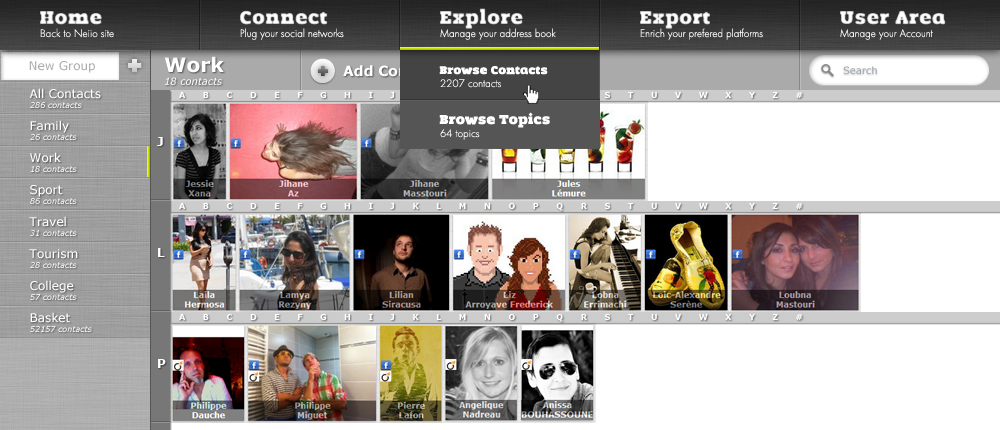 Home
Back to Neiio site
Connect
Plug your social networks
Explore
Manage your address book
Export
Enrich your prefered platforms
User Area
Manage your Account
New Group
All Contacts
286 contacts
Family
26 contacts
Work
18 contacts
Sport
86 contacts
Travel
31 contacts
Tourism
28 contacts
College
57 contacts
Basket
52157 contacts
Work
18 contacts
Add Co
Browse Contacts
2207 contacts
Browse Topics
64 topics
Search
A B C D E F G H I S T U V W X Y Z #
J
Jessie
Xana
Jihane
Az
Jihane
Masstouri
Jules
Lémure
A B C D E F G H I J K L M N O P Q R S T U V W X Y Z #
L
Laila
Hermosa
Lamya
Rezyny
Lilian
Siracusa
Liz
Arroyave Frederick
Lobna
Errimachi
Loic-Alexandre
Serène
Loubna
Mastouri
A B C D E F G H I J K L M N O P Q R S T U V W X Y Z #
P
Philippe
Dauche
Philippe
Miguet
Pierre
Lafon
Angelique
Nadreau
Anissa
BOUHASSOUNE